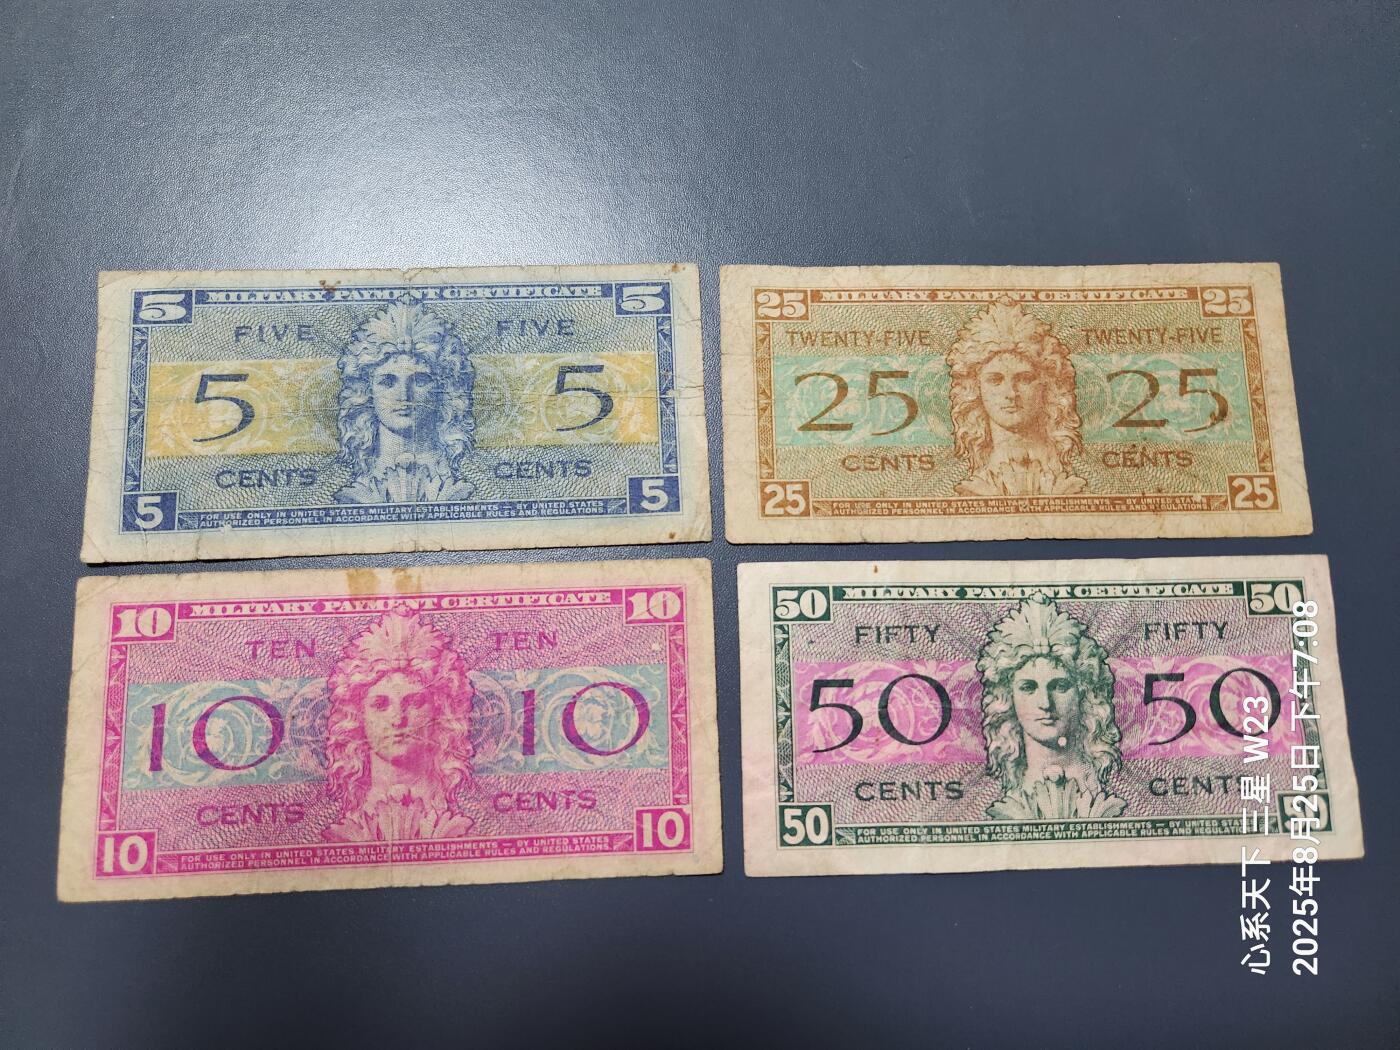 5 MILITARY PAYMENT CERTIFICATE 5
FIVE FIVE
5 5
CENTS CENTS
5 FOR USE ONLY IN UNITED STATES MILITARY ESTABLISHMENTS — BY UNITED STATES 5
AUTHORIZED PERSONNEL IN ACCORDANCE WITH APPLICABLE RULES AND REGULATIONS.
25 MILITARY PAYMENT CERTIFICATE 25
TWENTY-FIVE TWENTY-FIVE
25 25
CENTS CENTS
25 FOR USE ONLY IN UNITED STATES MILITARY ESTABLISHMENTS — BY UNITED STATES 25
AUTHORIZED PERSONNEL IN ACCORDANCE WITH APPLICABLE RULES AND REGULATIONS.
10 MILITARY PAYMENT CERTIFICATE 10
TEN TEN
10 10
CENTS CENTS
10 FOR USE ONLY IN UNITED STATES MILITARY ESTABLISHMENTS — BY UNITED STATES 10
AUTHORIZED PERSONNEL IN ACCORDANCE WITH APPLICABLE RULES AND REGULATIONS.
50 MILITARY PAYMENT CERTIFICATE 50
FIFTY FIFTY
50 50
CENTS CENTS
50 FOR USE ONLY IN UNITED STATES MILITARY ESTABLISHMENTS — BY UNITED 50
AUTHORIZED PERSONNEL IN ACCORDANCE WITH APPLICABLE RULES AND
心系天下 三星 W23
2025年8月25日 下午7:08